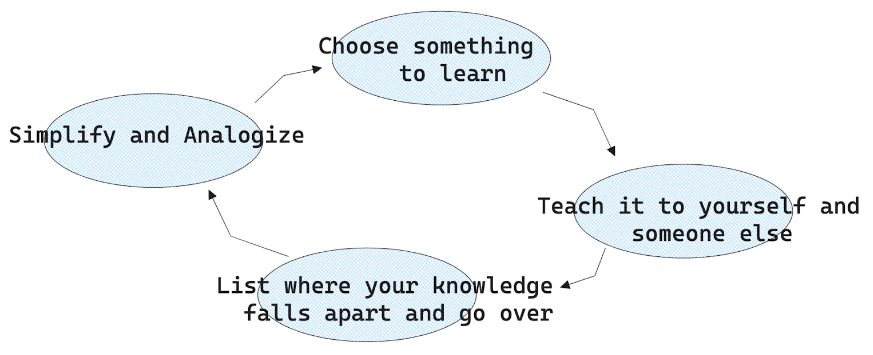 Choose something
to learn
Simplify and Analogize
Teach it to yourself and
someone else
List where your knowledge
falls apart and go over